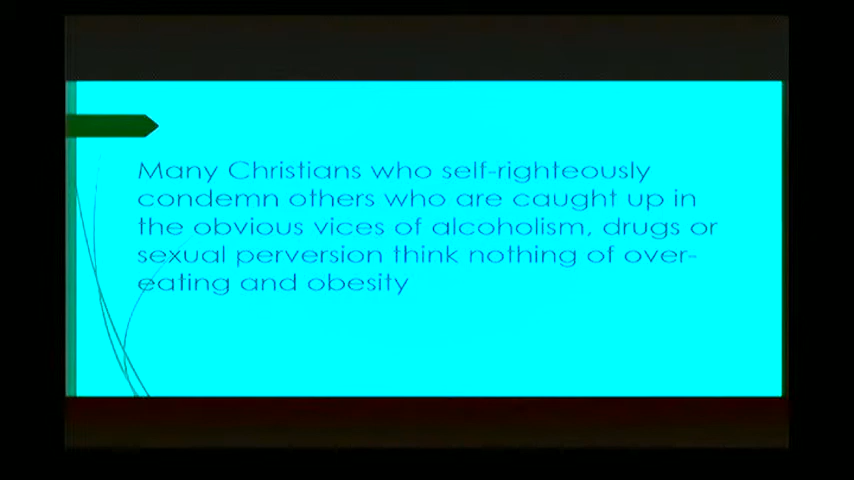 Many Christians who self-righteously
condemn others who are caught up in
the obvious vices of alcoholism, drugs or
sexual perversion think nothing of over-
eating and obesity